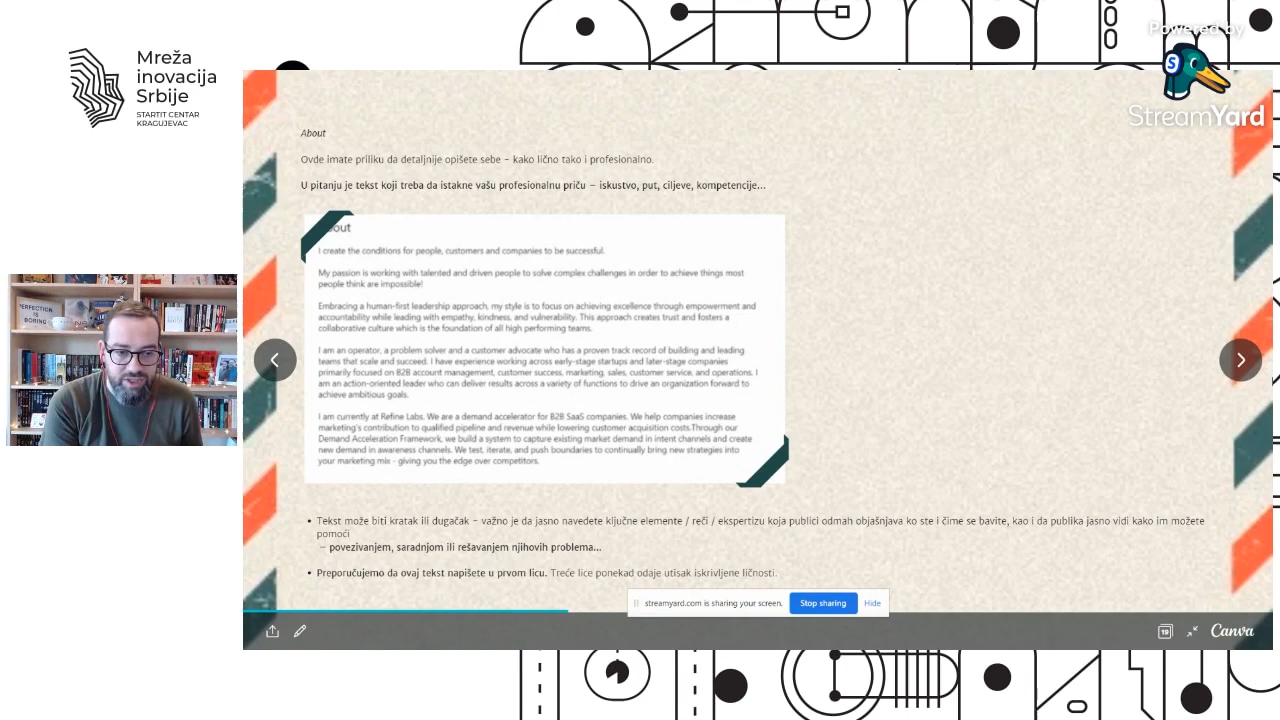 Powered by
StreamYard
Mreža
inovacija
Srbije
STARTIT CENTAR
KRAGUJEVAC
PERFECTION
IS
BORING
About
Ovde imate priliku da detaljnije opišete sebe – kako lično tako i profesionalno.
U pitanju je tekst koji treba da istakne vašu profesionalnu priču – iskustvo, put, ciljeve, kompetencije...
out
I create the conditions for people, customers and companies to be successful.
My passion is working with talented and driven people to solve complex challenges in order to achieve things most
people think are impossible!
Embracing a human-first leadership approach, my style is to focus on achieving excellence through empowerment and
accountability while leading with empathy, kindness, and vulnerability. This approach creates trust and fosters a
collaborative culture which is the foundation of all high performing teams.
I am an operator, a problem solver and a customer advocate who has a proven track record of building and leading
teams that scale and succeed. I have experience working across early-stage startups and later-stage companies
primarily focused on B2B account management, customer success, marketing, sales, customer service, and operations. I
am an action-oriented leader who can deliver results across a variety of functions to drive an organization forward to
achieve ambitious goals.
I am currently at Refine Labs. We are a demand accelerator for B2B SaaS companies. We help companies increase
marketing's contribution to qualified pipeline and revenue while lowering customer acquisition costs.Through our
Demand Acceleration Framework, we build a system to capture existing market demand in intent channels and create
new demand in awareness channels. We test, iterate, and push boundaries to continually bring new strategies into
your marketing mix - giving you the edge over competitors.
• Tekst može biti kratak ili dugačak – važno je da jasno navedete ključne elemente / reči / ekspertizu koja publici odmah objašnjava ko ste i čime se bavite, kao i da publika jasno vidi kako im možete
pomoći
– povezivanjem, saradnjom ili rešavanjem njihovih problema...
• Preporučujemo da ovaj tekst napišete u prvom licu. Treće lice ponekad odaje utisak iskrivljene ličnosti.
streamyard.com is sharing your screen. Stop sharing Hide
19 Canva